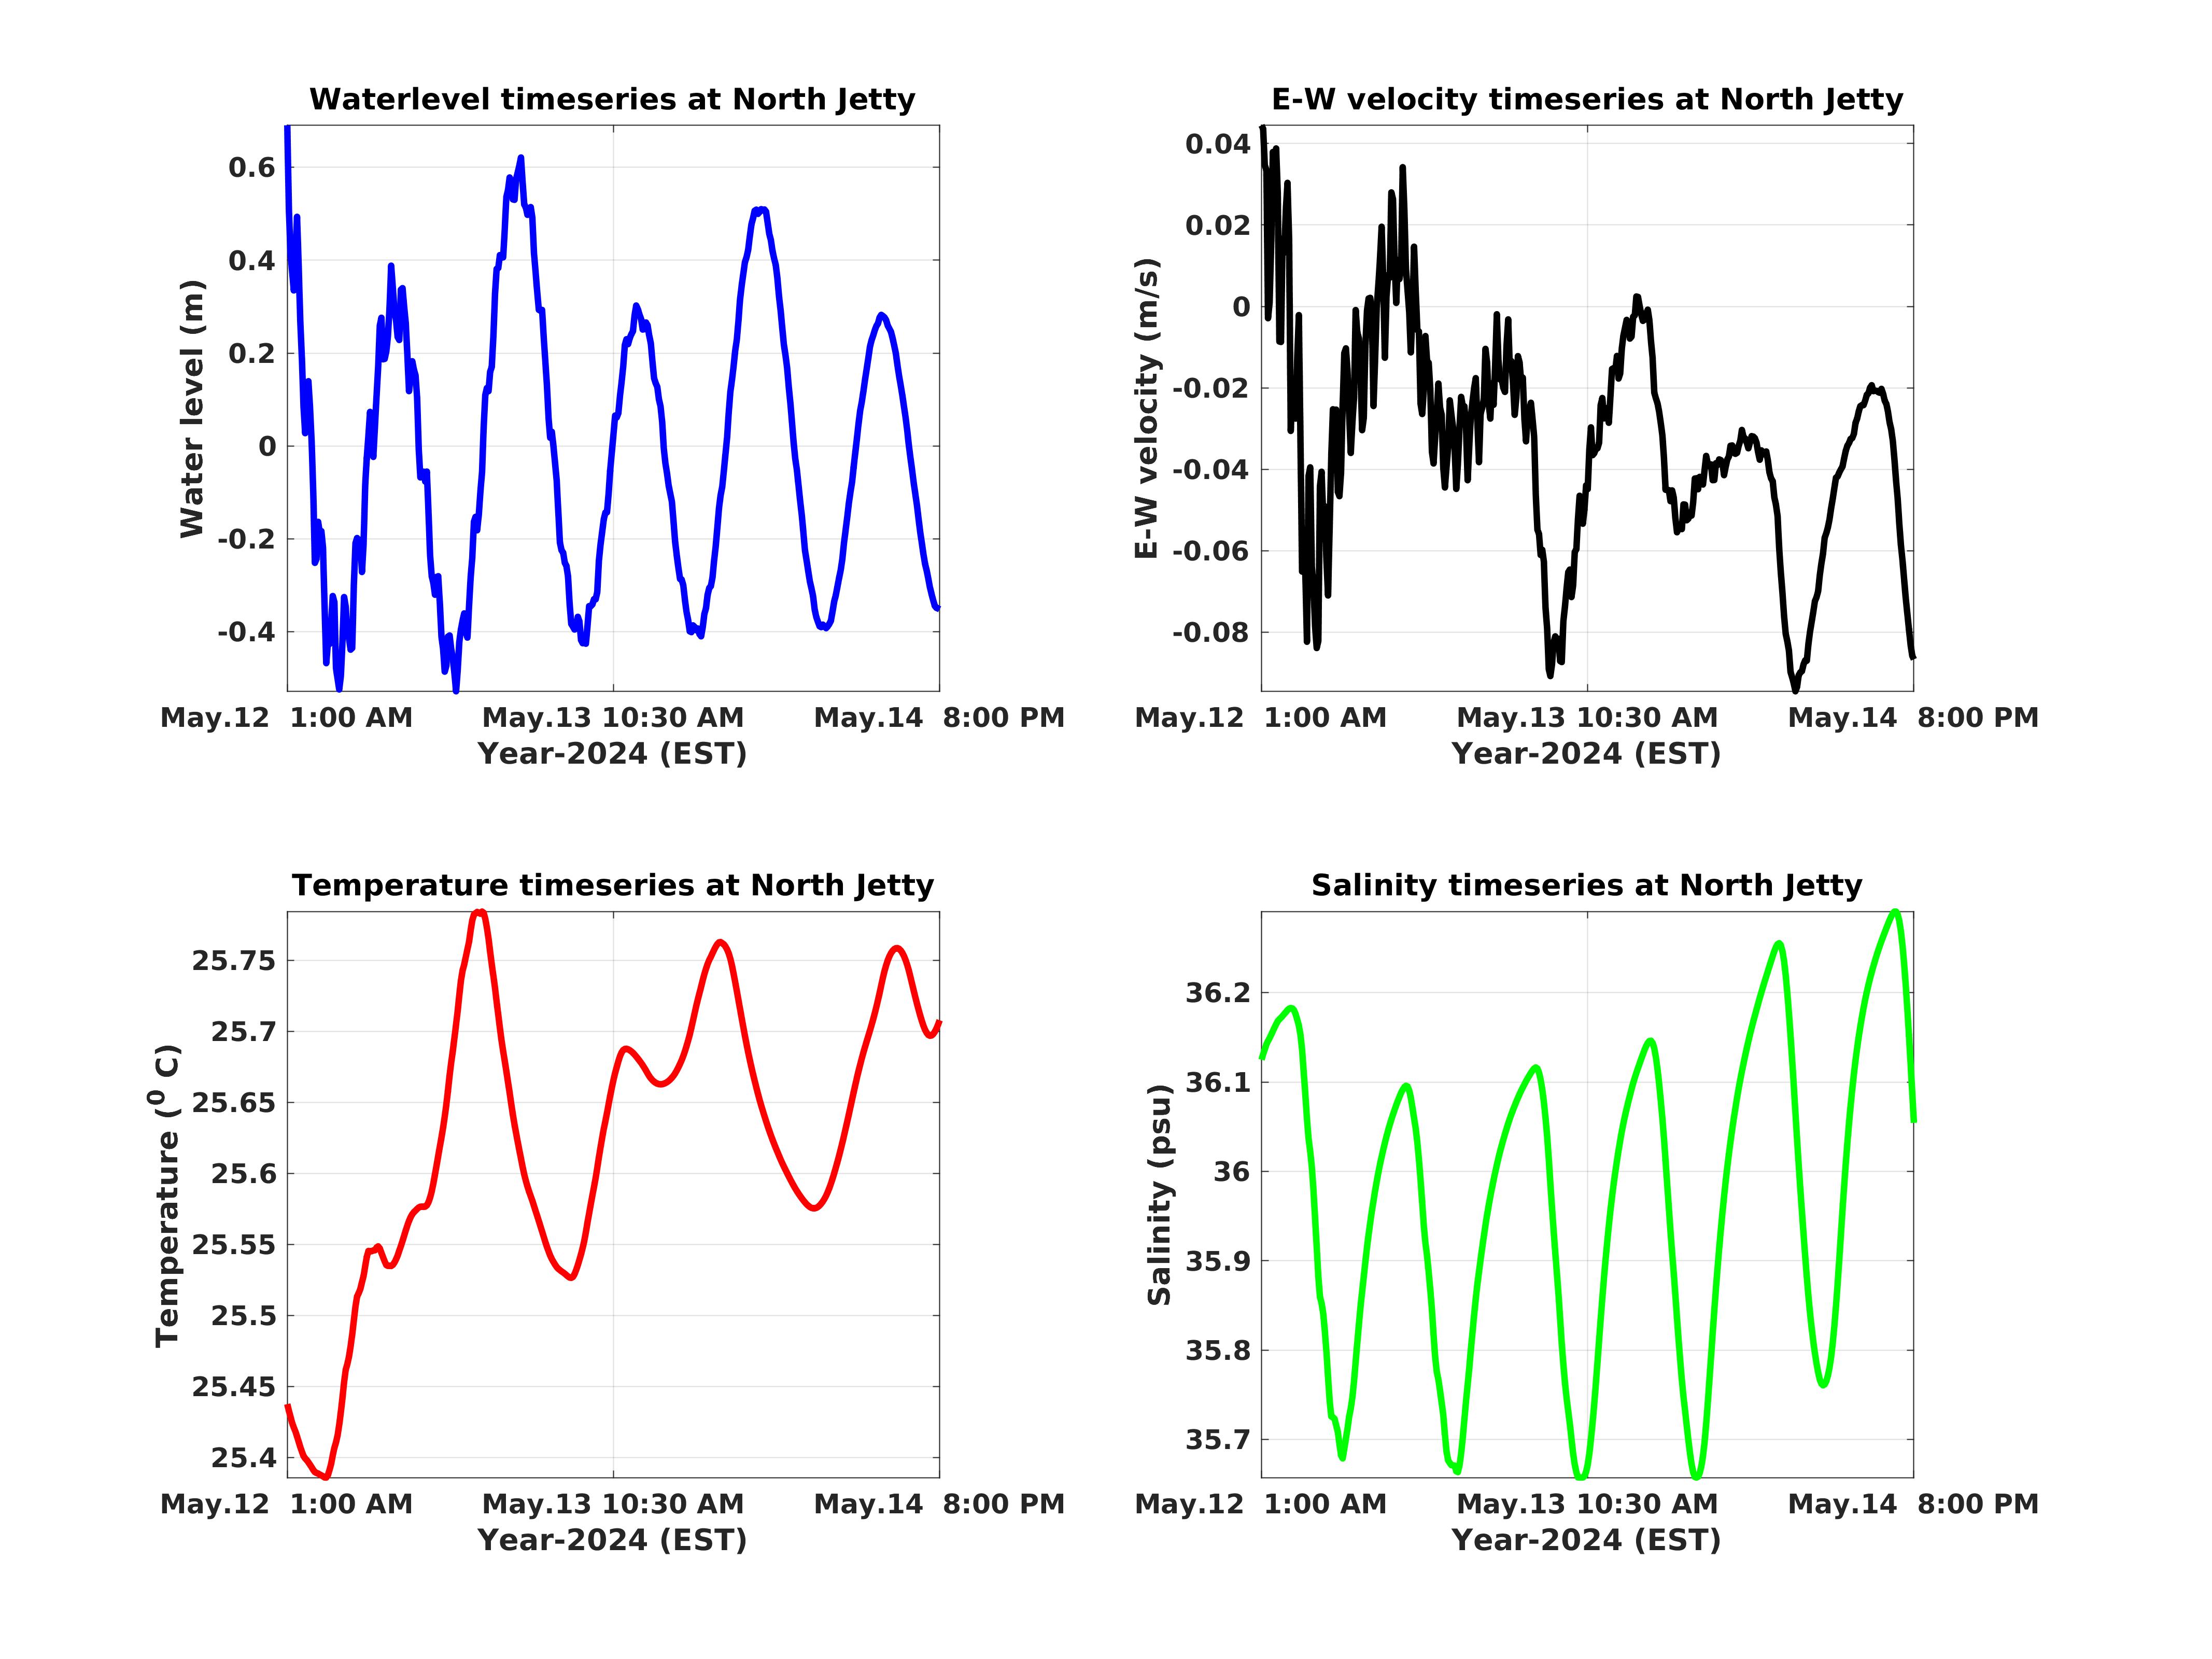 Waterlevel timeseries at North Jetty
0.6
0.4
0.2
0
-0.2
-0.4
Water level (m)
May.12 1:00 AM
May.13 10:30 AM
May.14 8:00 PM
Year-2024 (EST)
E-W velocity timeseries at North Jetty
0.04
0.02
0
-0.02
-0.04
-0.06
-0.08
E-W velocity (m/s)
May.12 1:00 AM
May.13 10:30 AM
May.14 8:00 PM
Year-2024 (EST)
Temperature timeseries at North Jetty
25.75
25.7
25.65
25.6
25.55
25.5
25.45
25.4
Temperature (⁰ C)
May.12 1:00 AM
May.13 10:30 AM
May.14 8:00 PM
Year-2024 (EST)
Salinity timeseries at North Jetty
36.2
36.1
36
35.9
35.8
35.7
Salinity (psu)
May.12 1:00 AM
May.13 10:30 AM
May.14 8:00 PM
Year-2024 (EST)